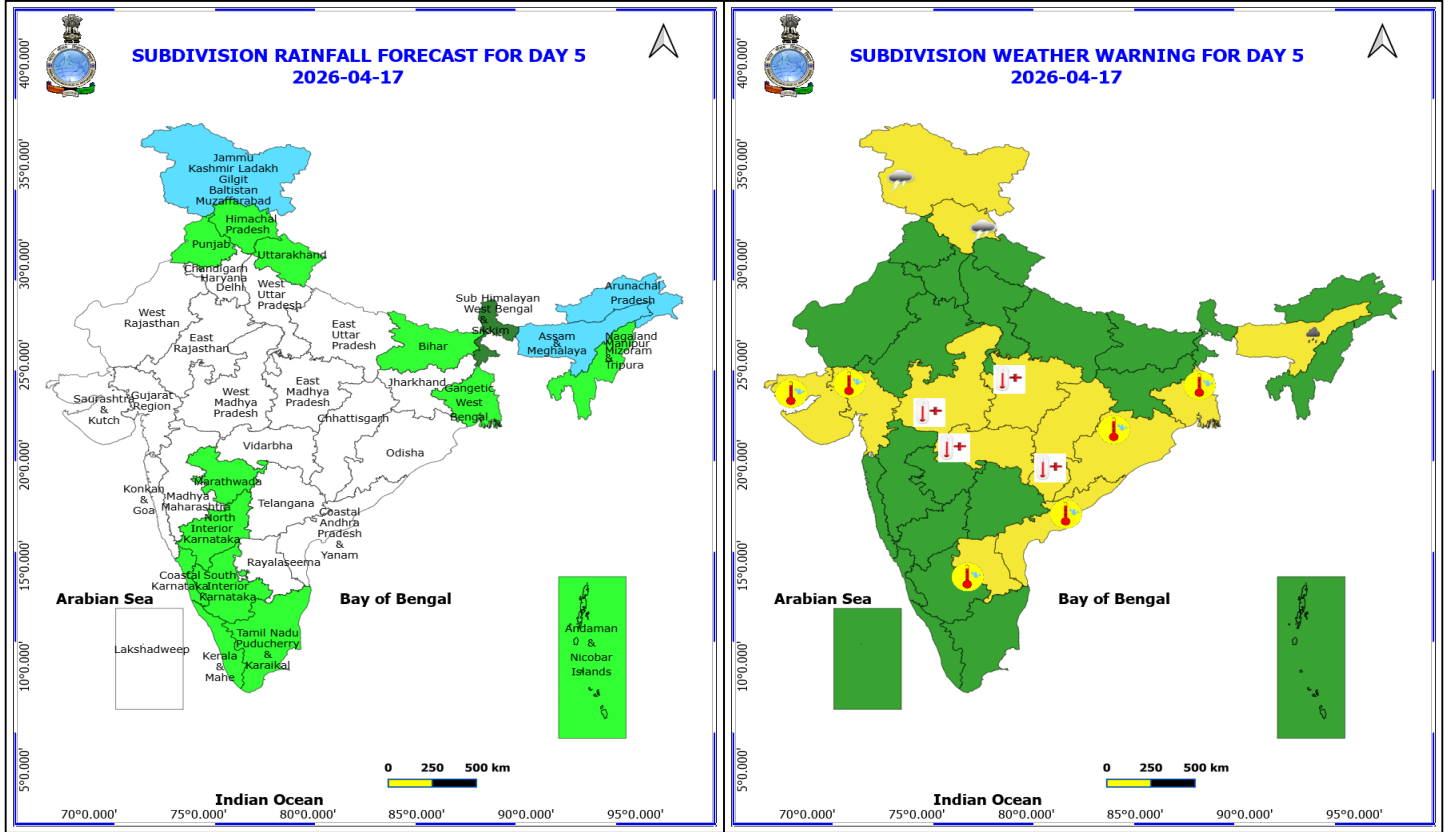 SUBDIVISION RAINFALL FORECAST FOR DAY 5
2026-04-17
40°0.000'
35°0.000'
30°0.000'
25°0.000'
20°0.000'
15°0.000'
10°0.000'
5°0.000'
Jammu
Kashmir Ladakh
Gilgit
Baltistan
Muzaffarabad
Himachal
Pradesh
Punjab
Uttarakhand
Chandigarh
Haryana
Delhi
West
Uttar
Pradesh
West
Rajasthan
East
Rajasthan
East
Uttar
Pradesh
Bihar
Sub Himalayan
West Bengal
&
Sikkim
Arunachal
Pradesh
Assam
&
Meghalaya
Nagaland
Manipur
Mizoram
&
Tripura
Saurashtra
&
Kutch
Gujarat
Region
West
Madhya
Pradesh
East
Madhya
Pradesh
Jharkhand
Gangetic
West
Bengal
Chhattisgarh
Vidarbha
Odisha
Konkan
&
Goa
Madhya
Maharashtra
Marathwada
Telangana
North
Interior
Karnataka
Coastal
Andhra
Pradesh
&
Yanam
Rayalaseema
Coastal
Karnataka
South
Interior
Karnataka
Arabian Sea
Bay of Bengal
Lakshadweep
Kerala
&
Mahe
Tamil Nadu
Puducherry
&
Karaikal
Andaman
&
Nicobar
Islands
0 250 500 km
Indian Ocean
70°0.000' 75°0.000' 80°0.000' 85°0.000' 90°0.000' 95°0.000'
SUBDIVISION WEATHER WARNING FOR DAY 5
2026-04-17
40°0.000'
35°0.000'
30°0.000'
25°0.000'
20°0.000'
15°0.000'
10°0.000'
5°0.000'
Arabian Sea
Bay of Bengal
0 250 500 km
Indian Ocean
70°0.000' 75°0.000' 80°0.000' 85°0.000' 90°0.000' 95°0.000'